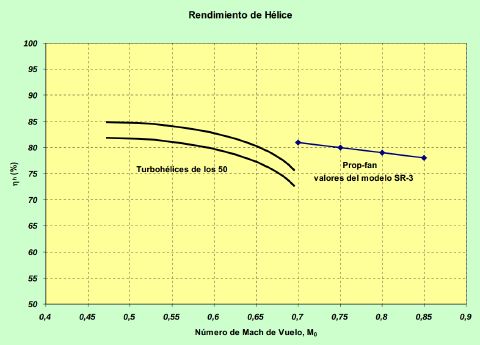 Rendimiento de Hélice
100
95
90
85
80
75
70
65
60
55
50
η h (%)
Turbohélices de los 50
Prop-fan
valores del modelo SR-3
0,4 0,45 0,5 0,55 0,6 0,65 0,7 0,75 0,8 0,85 0,9
Número de Mach de Vuelo, M0